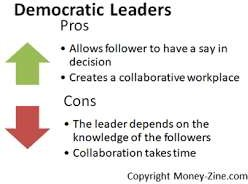 Democratic Leaders
Pros
• Allows follower to have a say in
decision
• Creates a collaborative workplace
Cons
• The leader depends on the
knowledge of the followers
• Collaboration takes time
Copyright Money-Zine.com